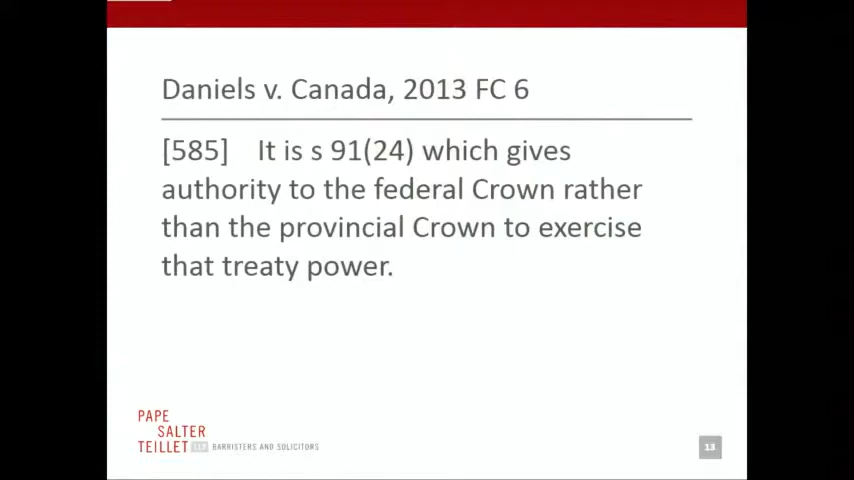 Daniels v. Canada, 2013 FC 6
[585] It is s 91(24) which gives
authority to the federal Crown rather
than the provincial Crown to exercise
that treaty power.
PAPE
SALTER
TEILLET LLP BARRISTERS AND SOLICITORS
13